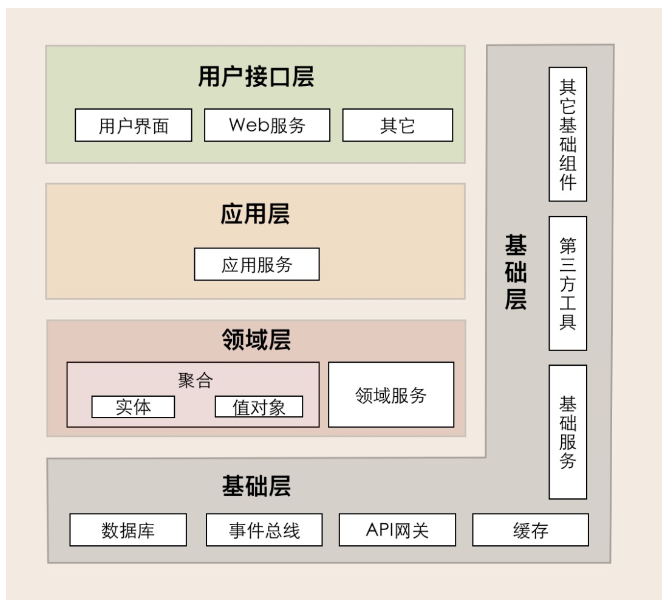 用户接口层
用户界面
Web服务
其它
应用层
应用服务
领域层
聚合
实体
值对象
领域服务
基础层
数据库
事件总线
API网关
缓存
基础层
其它基础组件
第三方工具
基础服务